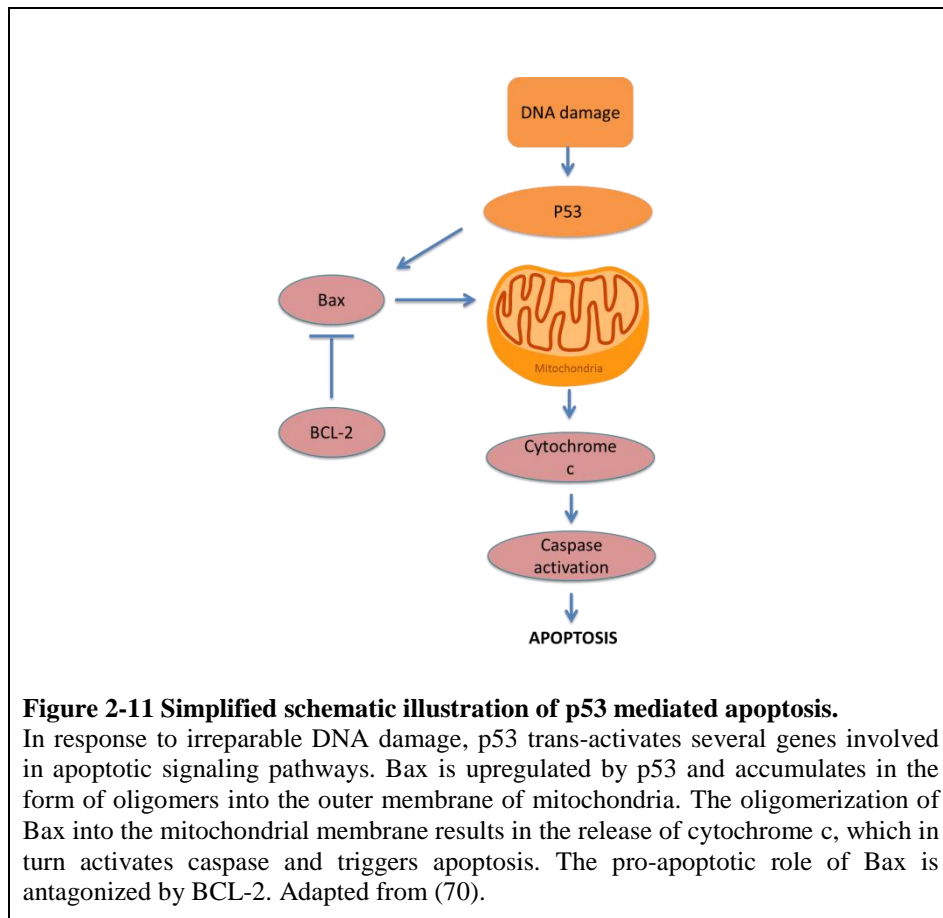 DNA damage
P53
Bax
Mitochondria
BCL-2
Cytochrome
c
Caspase
activation
APOPTOSIS
Figure 2-11 Simplified schematic illustration of p53 mediated apoptosis.
In response to irreparable DNA damage, p53 trans-activates several genes involved
in apoptotic signaling pathways. Bax is upregulated by p53 and accumulates in the
form of oligomers into the outer membrane of mitochondria. The oligomerization of
Bax into the mitochondrial membrane results in the release of cytochrome c, which in
turn activates caspase and triggers apoptosis. The pro-apoptotic role of Bax is
antagonized by BCL-2. Adapted from (70).